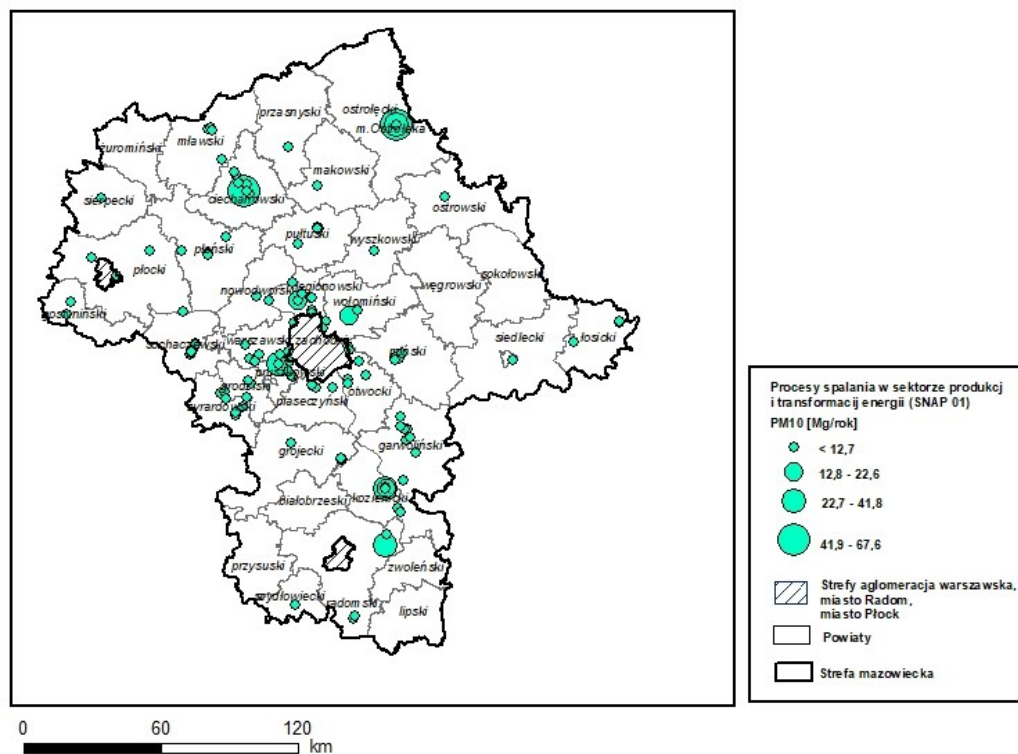 przasnyski
ostrołęcki
m.Ostrołęka
żuromiński
mławski
makowski
sierpecki
ciechanowski
ostrowski
płoński
pułtuski
wyszkowski
płocki
sokołowski
węgrowski
nowodworski
legionowski
wołomiński
gostyniński
sochaczewski
warszawski
zachodni
siedlecki
łosicki
miński
pruszkowski
grodziski
otwocki
piaseczyński
żyrardowski
garwoliński
grójecki
białobrzeski
kozienicki
przysuski
zwoleński
szydłowiecki
radomski
lipski
Procesy spalania w sektorze produkcj
i transformacij energii (SNAP 01)
PM10 [Mg/rok]
< 12,7
12,8 - 22,6
22,7 - 41,8
41,9 - 67,6
Strefy aglomeracja warszawska,
miasto Radom,
miasto Płock
Powiaty
Strefa mazowiecka
0 60 120
km